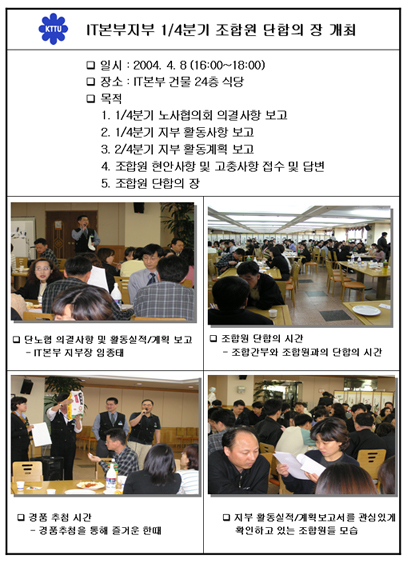 KTTU
IT본부지부 1/4분기 조합원 단합의 장 개최
❑ 일시 : 2004. 4. 8 (16:00~18:00)
❑ 장소 : IT본부 건물 24층 식당
❑ 목적
1. 1/4분기 노사협의회 의결사항 보고
2. 1/4분기 지부 활동사항 보고
3. 2/4분기 지부 활동계획 보고
4. 조합원 현안사항 및 고충사항 접수 및 답변
5. 조합원 단합의 장
❑ 단노협 의결사항 및 활동실적/계획 보고
- IT본부 지부장 임종태
❑ 조합원 단합의 시간
- 조합간부와 조합원과의 단합의 시간
❑ 경품 추첨 시간
- 경품추첨을 통해 즐거운 한때
❑ 지부 활동실적/계획보고서를 관심있게
확인하고 있는 조합원들 모습